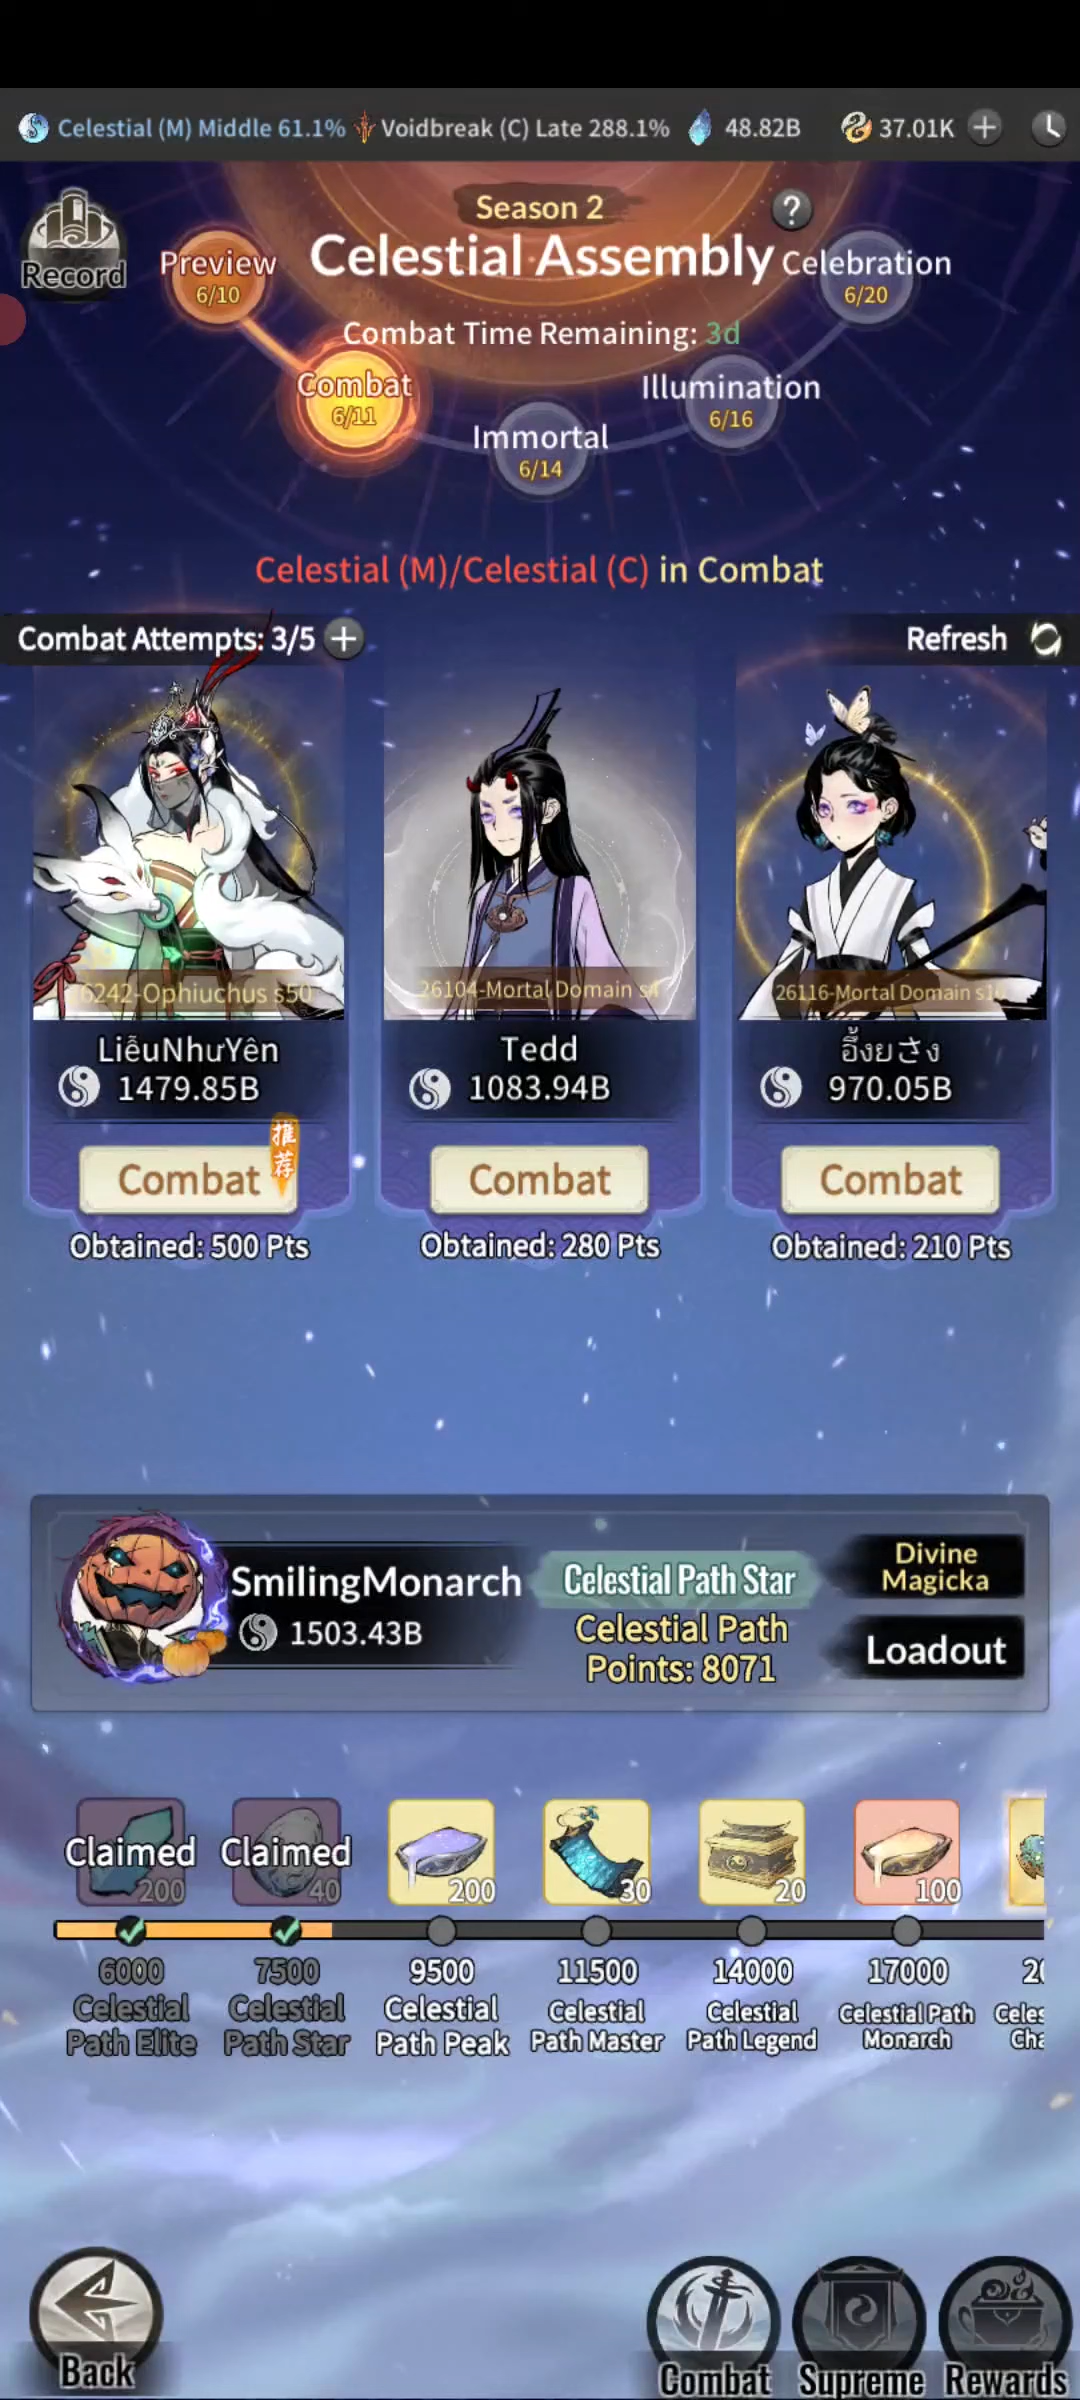 Celestial (M) Middle 61.1% Voidbreak (C) Late 288.1% 48.82B 37.01K
Season 2
?
Celestial Assembly
Record
Preview
6/10
Celebration
6/20
Combat Time Remaining: 3d
Combat
6/11
Illumination
6/16
Immortal
6/14
Celestial (M)/Celestial (C) in Combat
Combat Attempts: 3/5
Refresh
6242-Ophiuchus s50 26104-Mortal Domain s4 26116-Mortal Domain
LiễuNhưYên Tedd อึ้งยさง
1479.85B 1083.94B 970.05B
推荐
Combat Combat Combat
Obtained: 500 Pts Obtained: 280 Pts Obtained: 210 Pts
SmilingMonarch
1503.43B
Celestial Path Star
Celestial Path
Points: 8071
Divine
Magicka
Loadout
Claimed Claimed
200 40 200 30 20 100
6000 7500 9500 11500 14000 17000
Celestial Celestial Celestial Celestial Celestial Celestial Path
Path Elite Path Star Path Peak Path Master Path Legend Monarch
Back Combat Supreme Rewards